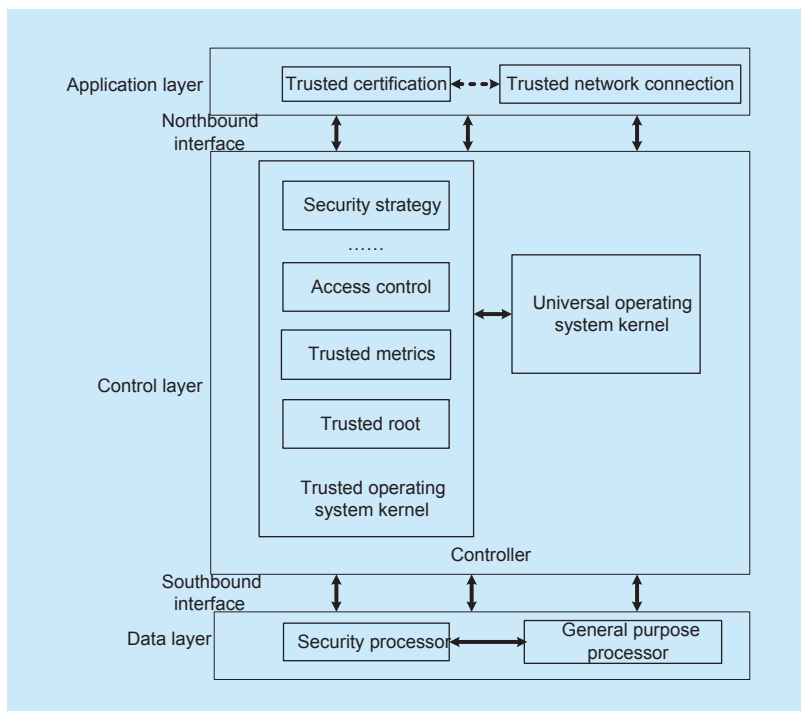 Application layer
Trusted certification
Trusted network connection
Northbound
interface
Security strategy
......
Access control
Trusted metrics
Trusted root
Trusted operating
system kernel
Universal operating
system kernel
Control layer
Controller
Southbound
interface
Data layer
Security processor
General purpose
processor